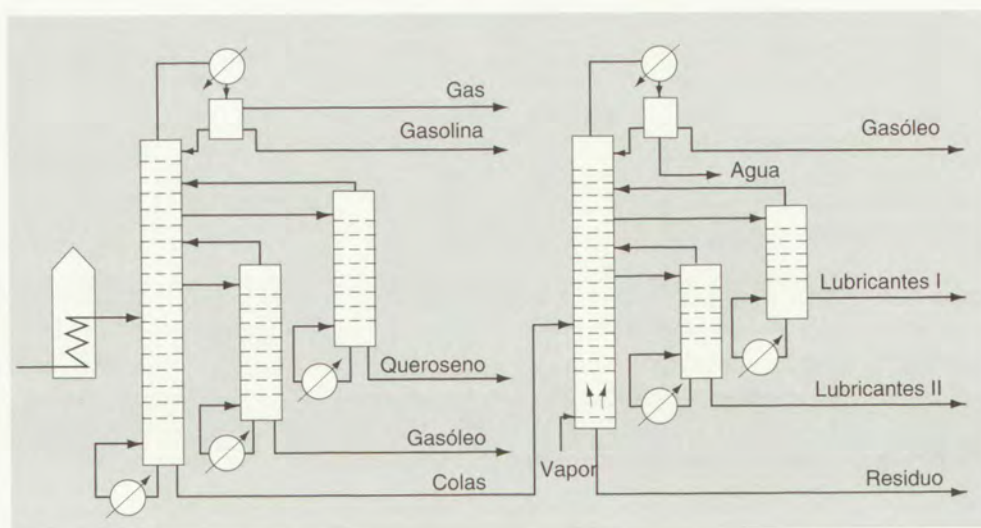 Gas
Gasolina
Queroseno
Gasóleo
Colas
Gasóleo
Agua
Lubricantes I
Lubricantes II
Vapor
Residuo